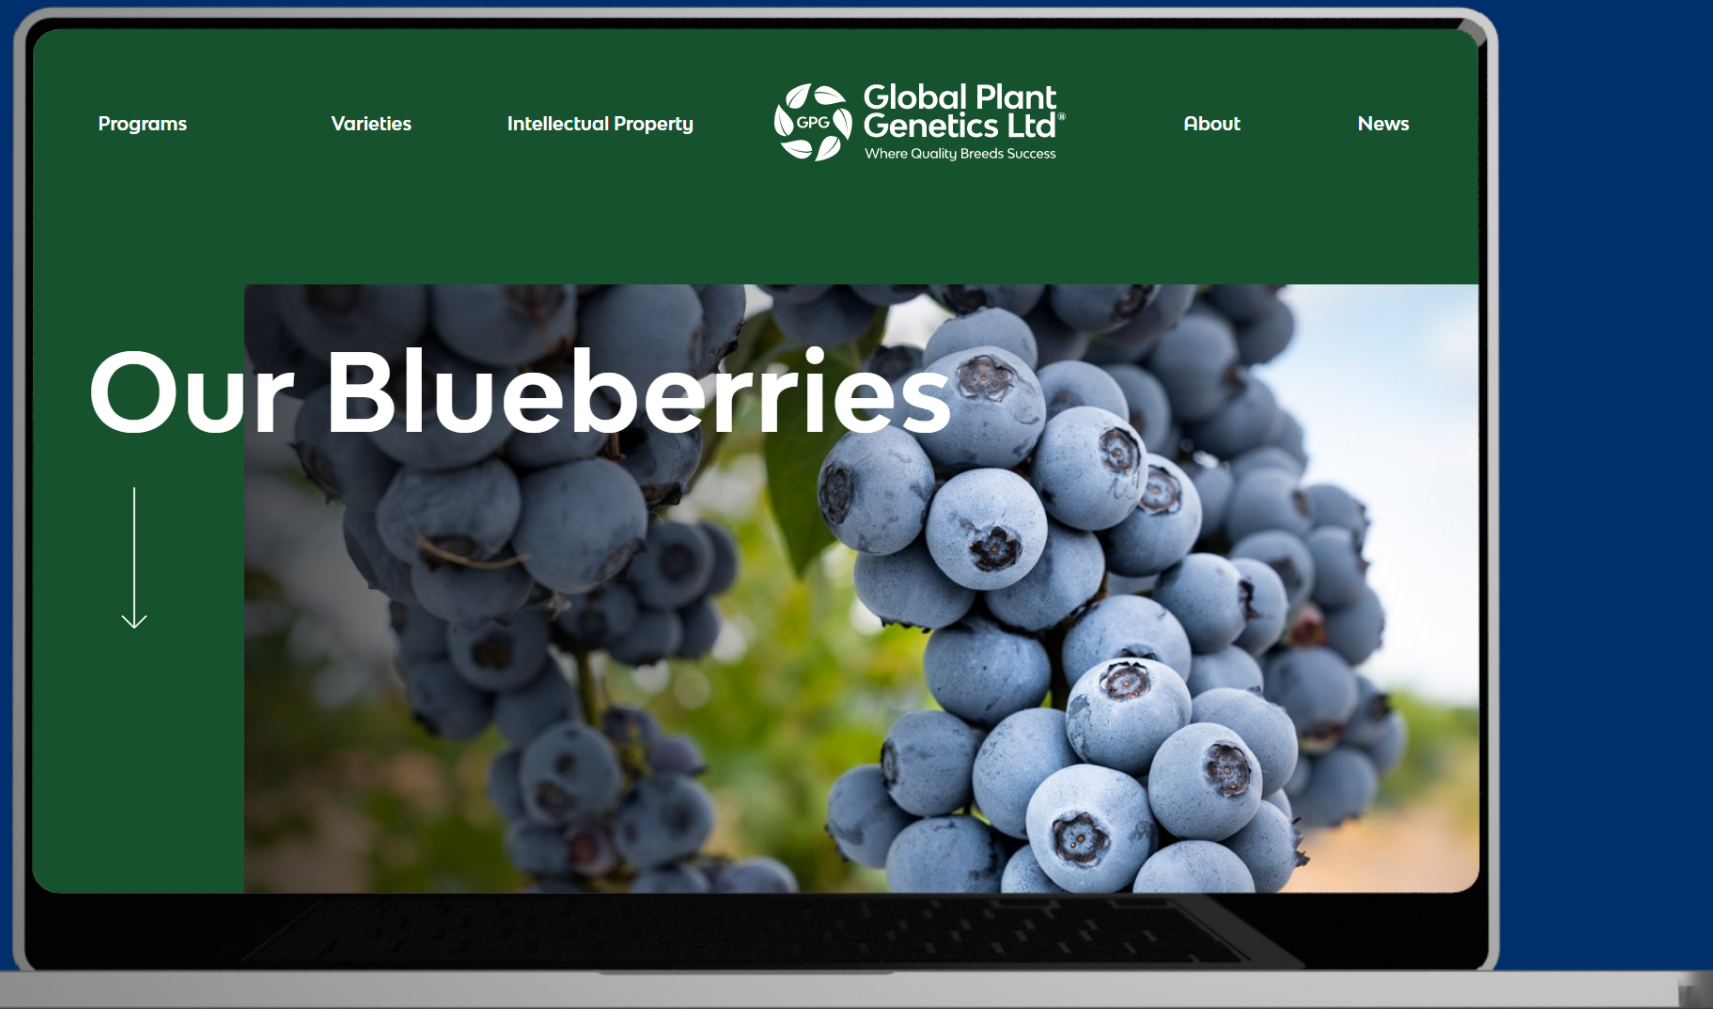 Programs
Varieties
Intellectual Property
GPG
Global Plant
Genetics Ltd®
Where Quality Breeds Success
About
News
Our Blueberries